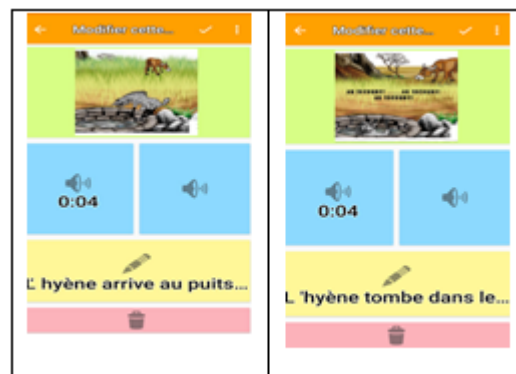 Modifier cette...
0:04
L' hyène arrive au puits...
Modifier cette...
0:04
L 'hyène tombe dans le...